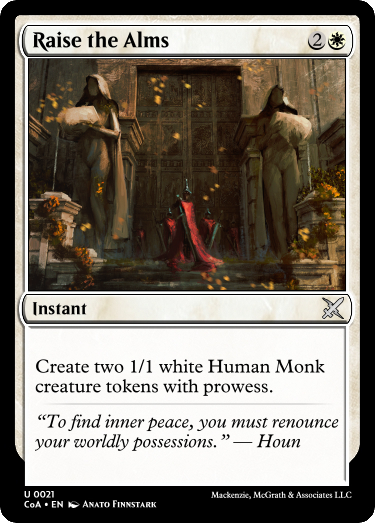 Raise the Alms 2
Instant
Create two 1/1 white Human Monk
creature tokens with prowess.
“To find inner peace, you must renounce
your worldly possessions.” — Houn
U 0021
CoA • EN Anato Finnstark
Mackenzie, McGrath & Associates LLC